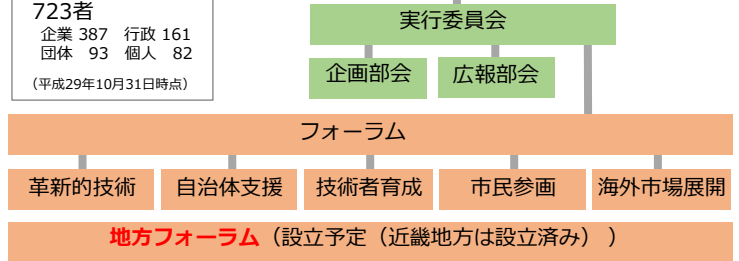 723者
企業 387 行政 161
団体 93 個人 82
（平成29年10月31日時点）
実行委員会
企画部会 広報部会
フォーラム
革新的技術 自治体支援 技術者育成 市民参画 海外市場展開
地方フォーラム（設立予定（近畿地方は設立済み））